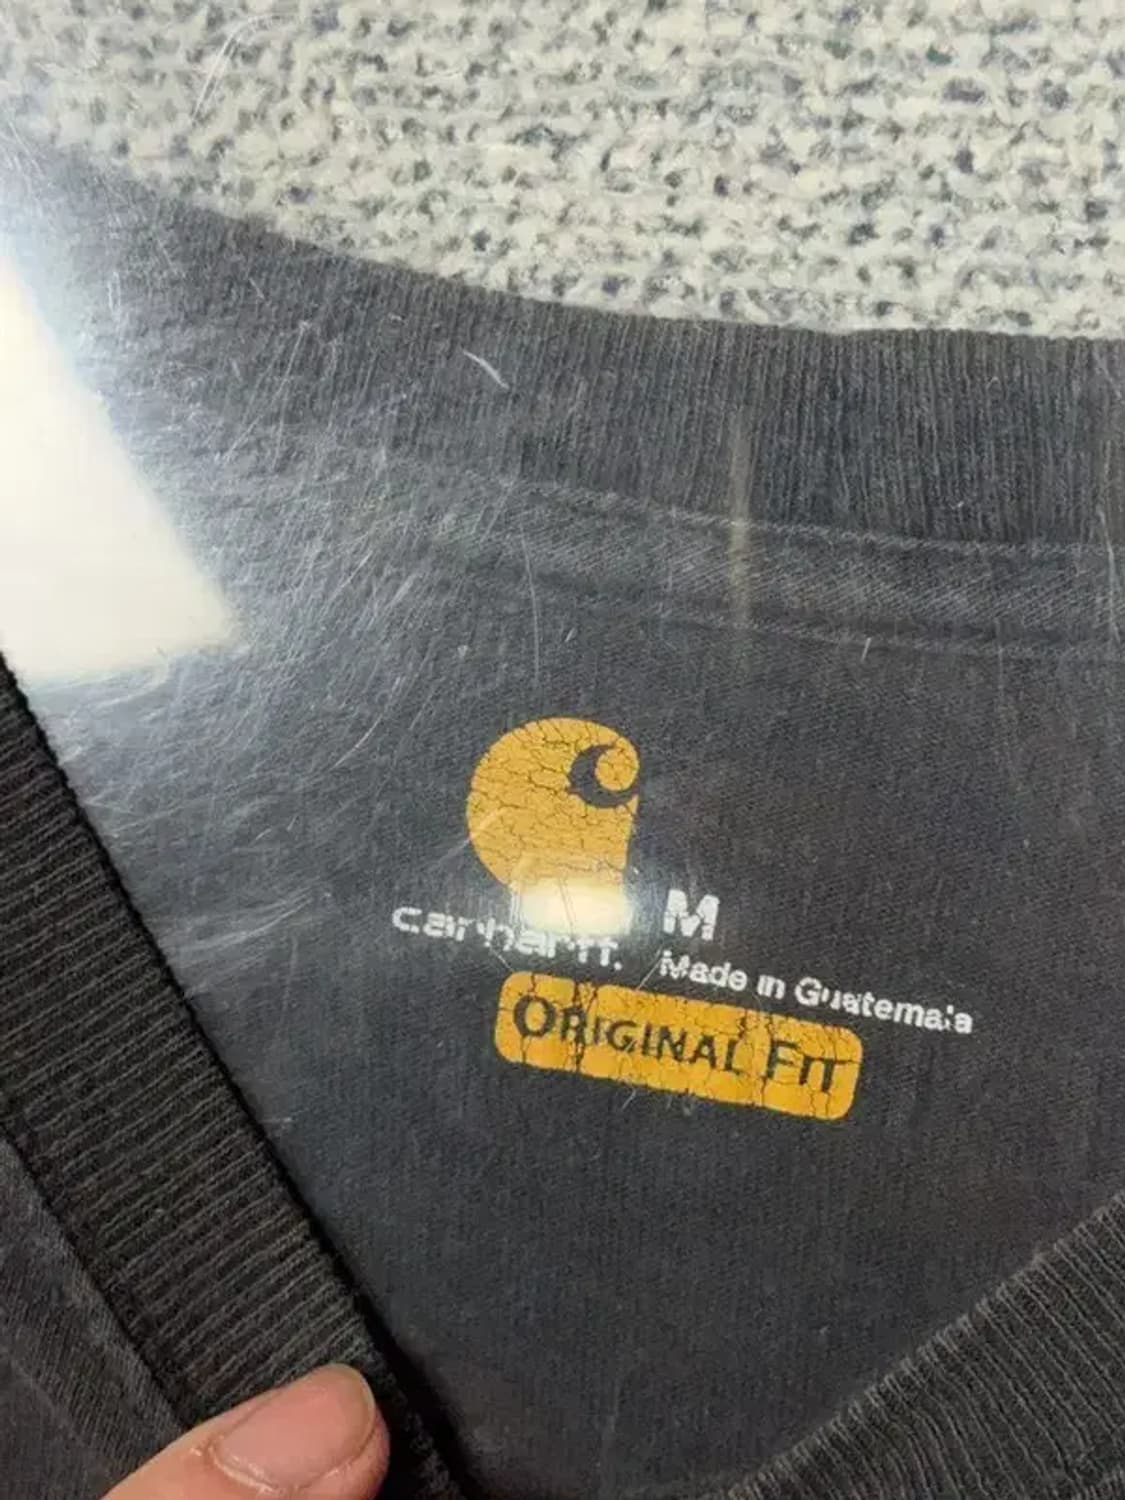 carhartt.
M
Made in Guatemala
ORIGINAL FIT